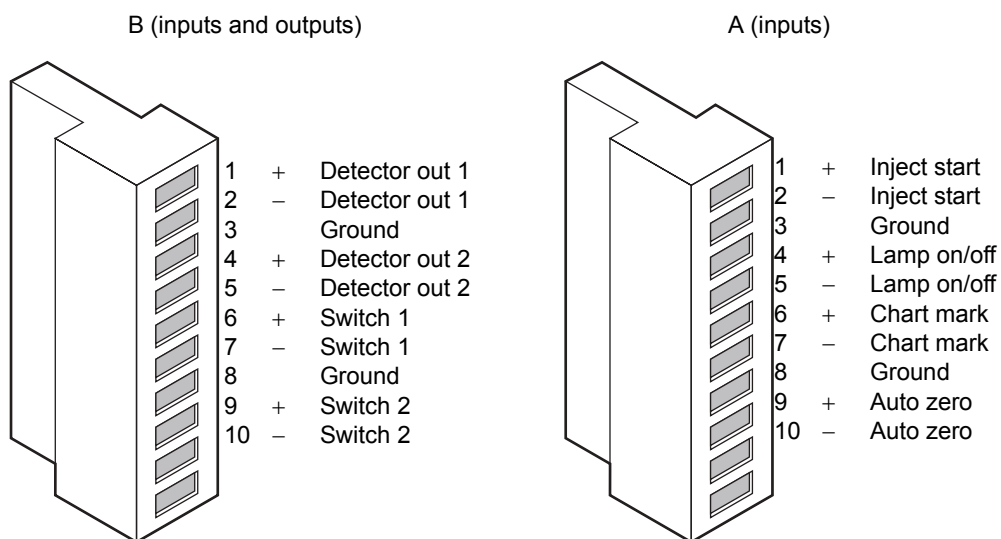 B (inputs and outputs)
1 + Detector out 1
2 − Detector out 1
3 Ground
4 + Detector out 2
5 − Detector out 2
6 + Switch 1
7 − Switch 1
8 Ground
9 + Switch 2
10 − Switch 2
A (inputs)
1 + Inject start
2 − Inject start
3 Ground
4 + Lamp on/off
5 − Lamp on/off
6 + Chart mark
7 − Chart mark
8 Ground
9 + Auto zero
10 − Auto zero